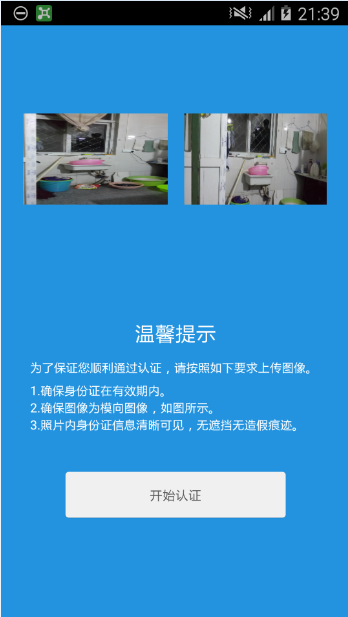 21:39
温馨提示
为了保证您顺利通过认证，请按照如下要求上传图像。
1.确保身份证在有效期内。
2.确保图像为模向图像，如图所示。
3.照片内身份证信息清晰可见，无遮挡无造假痕迹。
开始认证